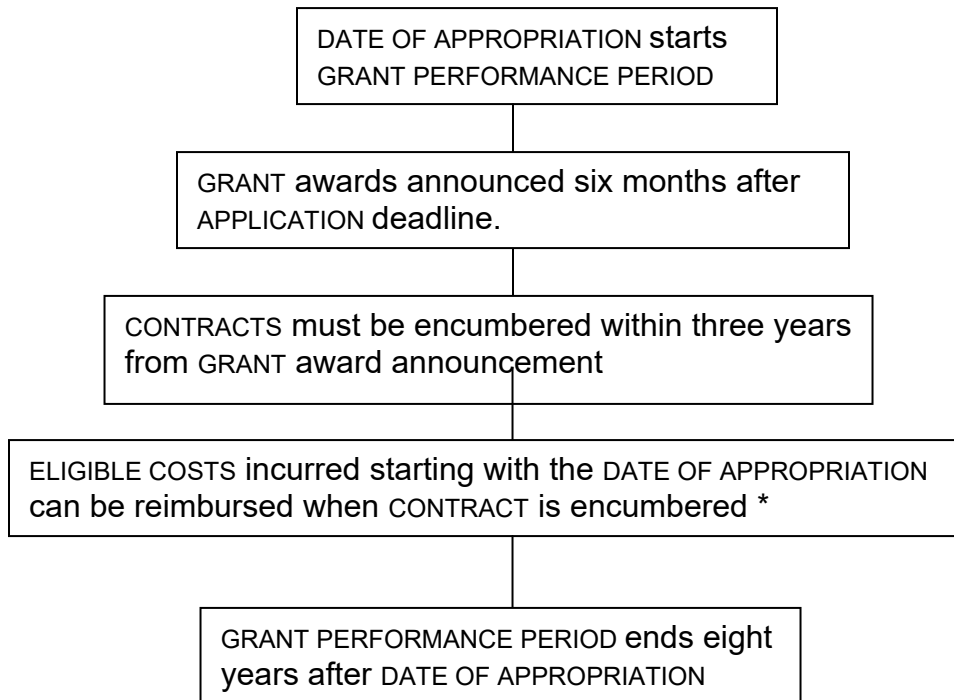 DATE OF APPROPRIATION starts
GRANT PERFORMANCE PERIOD
GRANT awards announced six months after
APPLICATION deadline.
CONTRACTS must be encumbered within three years
from GRANT award announcement
ELIGIBLE COSTS incurred starting with the DATE OF APPROPRIATION
can be reimbursed when CONTRACT is encumbered *
GRANT PERFORMANCE PERIOD ends eight
years after DATE OF APPROPRIATION